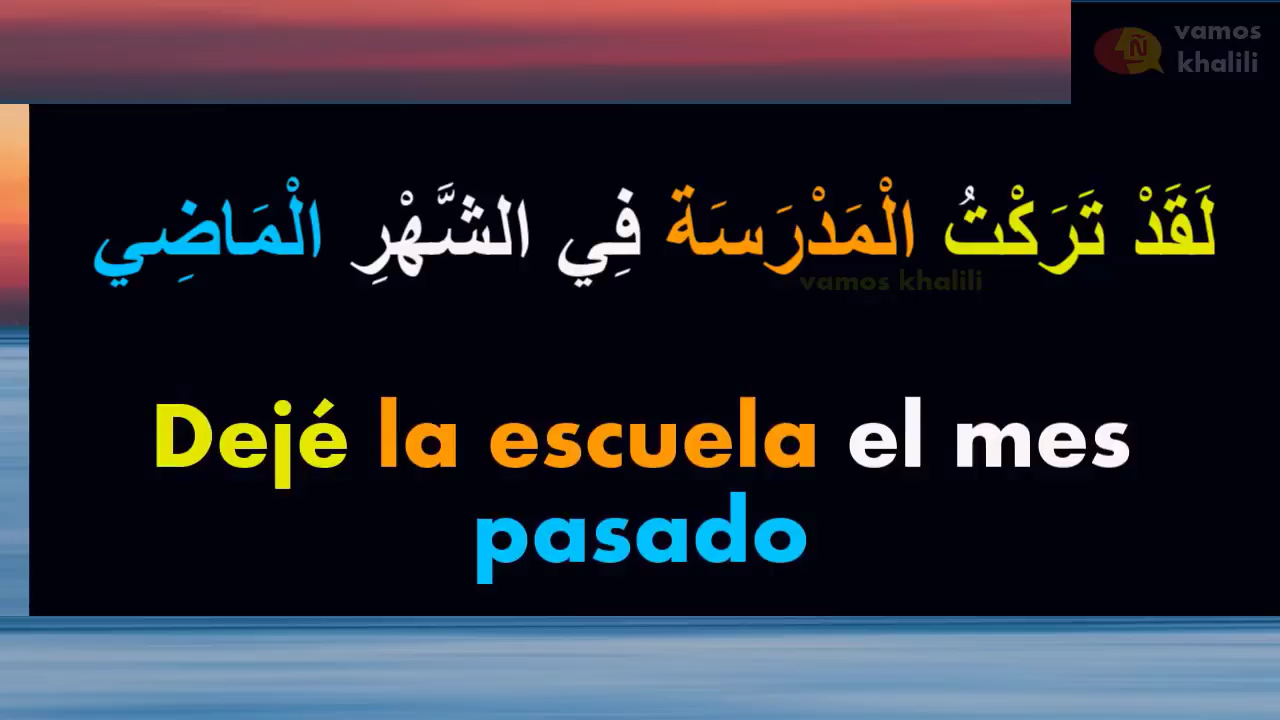 vamos
khalili
لَقَدْ تَرَكْتُ الْمَدْرَسَة فِي الشَّهْرِ الْمَاضِي
vamos khalili
Dejé la escuela el mes
pasado